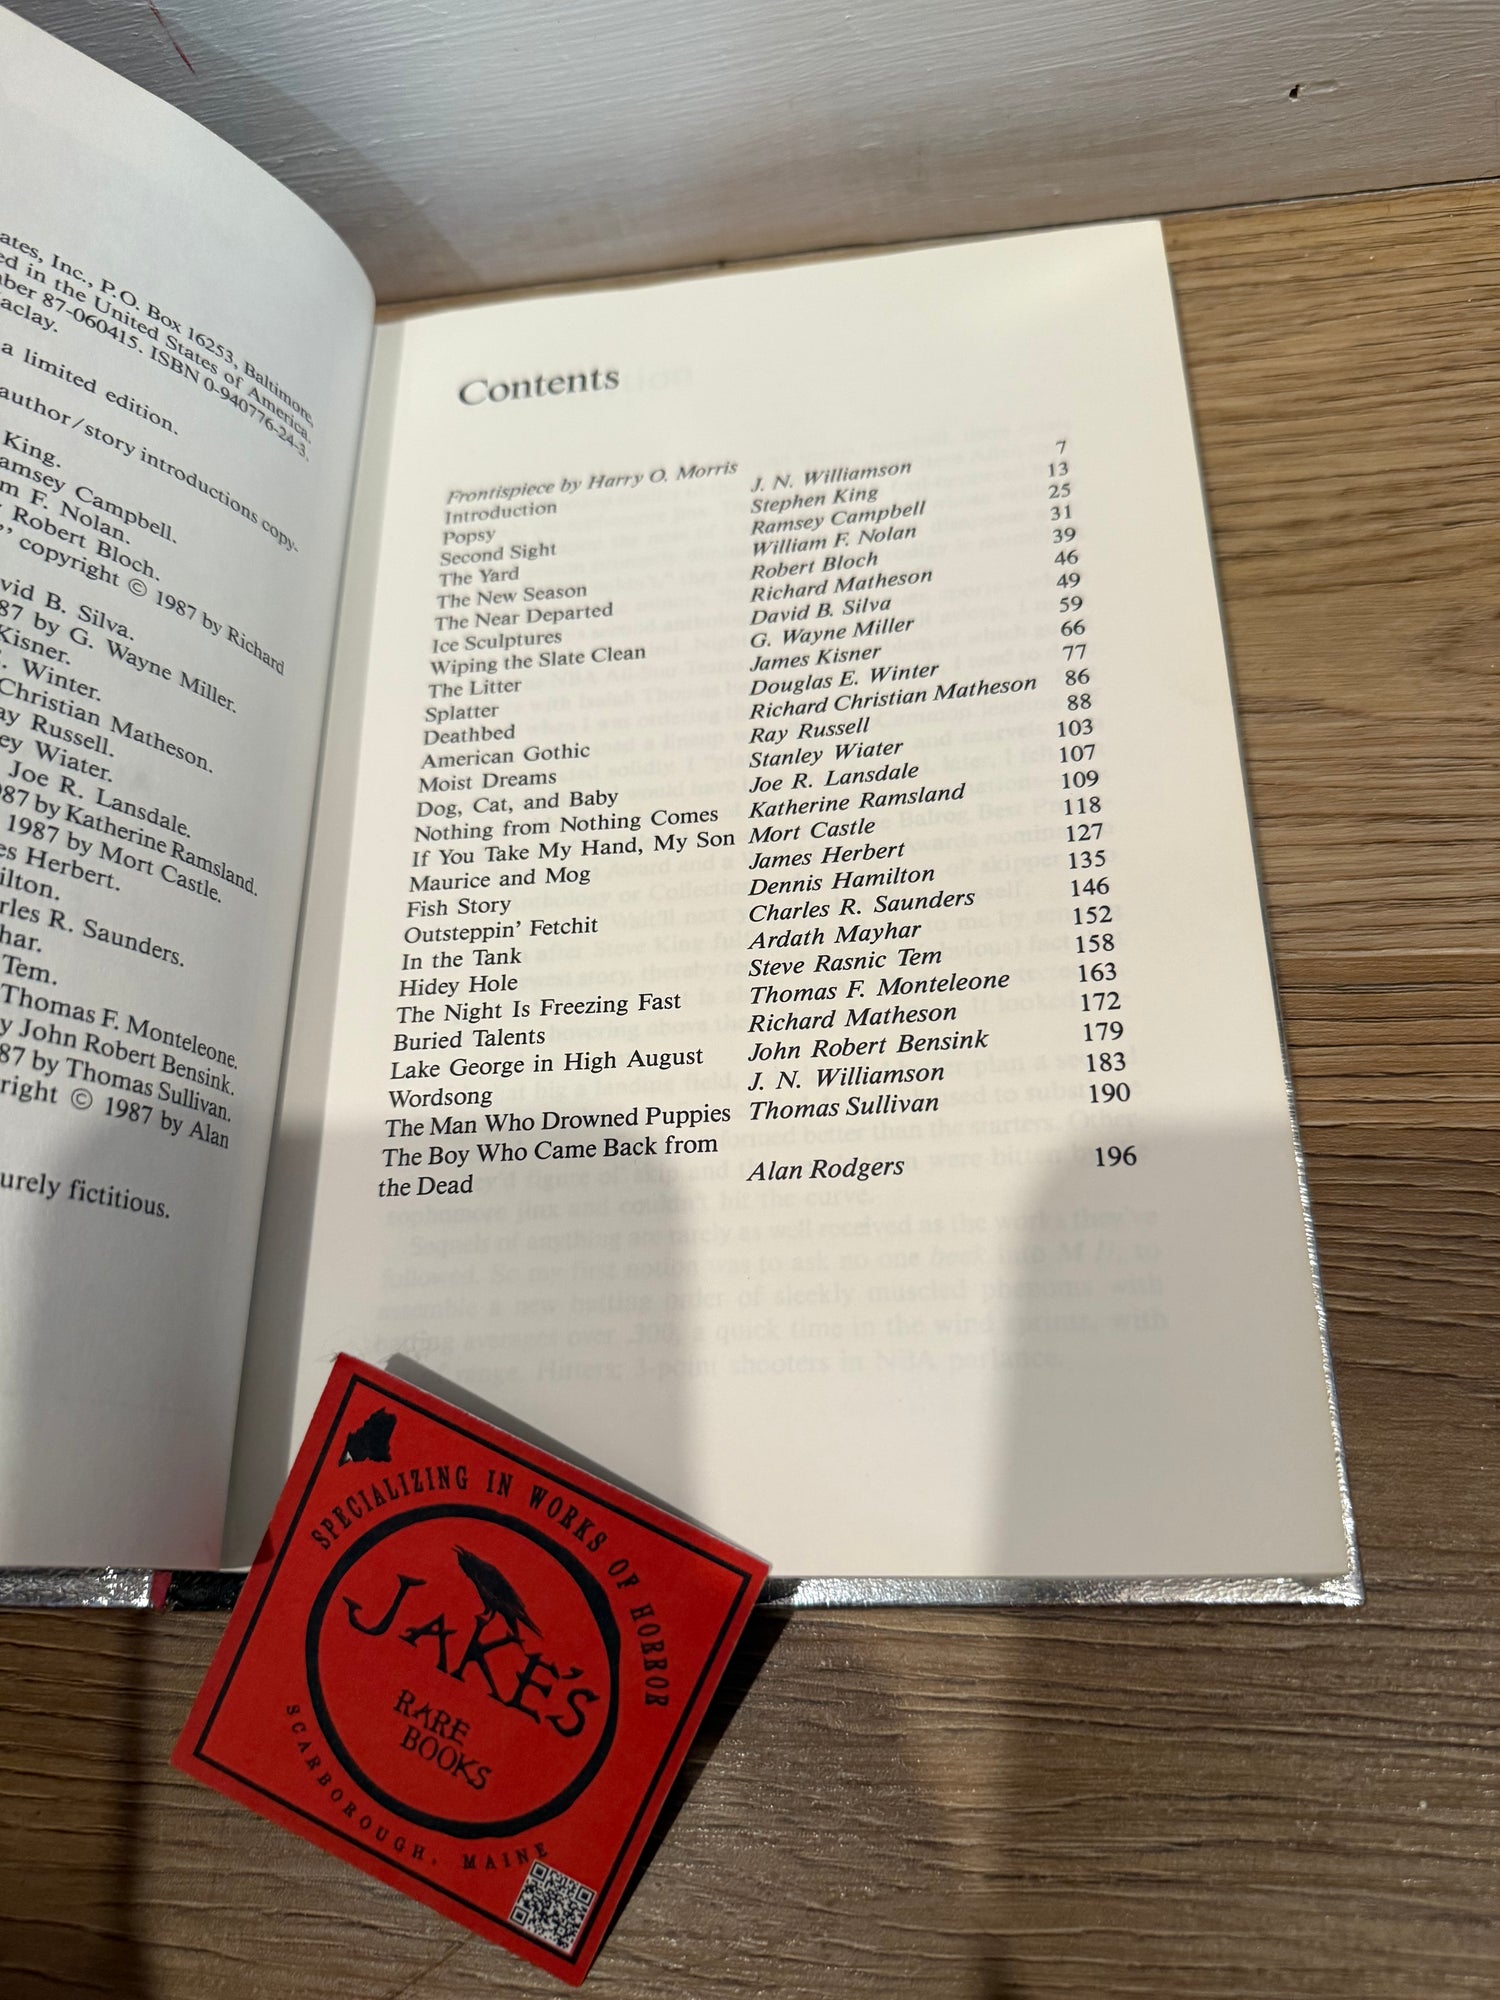 ates, Inc., P.O. Box 16253, Baltimore,
ed in the United States of America.
ber 87-060415. ISBN 0-940776-24-3.
aclay.
a limited edition.
author/story introductions copy-
King.
amsey Campbell.
m F. Nolan.
Robert Bloch.
," copyright © 1987 by Richard
vid B. Silva.
87 by G. Wayne Miller.
Kisner.
. Winter.
Christian Matheson.
ay Russell.
ey Wiater.
Joe R. Lansdale.
987 by Katherine Ramsland.
1987 by Mort Castle.
es Herbert.
ilton.
rles R. Saunders.
har.
Tem.
Thomas F. Monteleone.
y John Robert Bensink.
87 by Thomas Sullivan.
right © 1987 by Alan
urely fictitious.
Contents
Frontispiece by Harry O. Morris
Introduction J. N. Williamson 7
Popsy Stephen King 13
Second Sight Ramsey Campbell 25
The Yard William F. Nolan 31
The New Season Robert Bloch 39
The Near Departed Richard Matheson 46
Ice Sculptures David B. Silva 49
Wiping the Slate Clean G. Wayne Miller 59
The Litter James Kisner 66
Splatter Douglas E. Winter 77
Deathbed Richard Christian Matheson 86
American Gothic Ray Russell 88
Moist Dreams Stanley Wiater 103
Dog, Cat, and Baby Joe R. Lansdale 107
Nothing from Nothing Comes Katherine Ramsland 109
If You Take My Hand, My Son Mort Castle 118
Maurice and Mog James Herbert 127
Fish Story Dennis Hamilton 135
Outsteppin' Fetchit Charles R. Saunders 146
In the Tank Ardath Mayhar 152
Hidey Hole Steve Rasnic Tem 158
The Night Is Freezing Fast Thomas F. Monteleone 163
Buried Talents Richard Matheson 172
Lake George in High August John Robert Bensink 179
Wordsong J. N. Williamson 183
The Man Who Drowned Puppies Thomas Sullivan 190
The Boy Who Came Back from
the Dead Alan Rodgers 196
SPECIALIZING IN WORKS OF HORROR
JAKE'S
RARE
BOOKS
SCARBOROUGH, MAINE